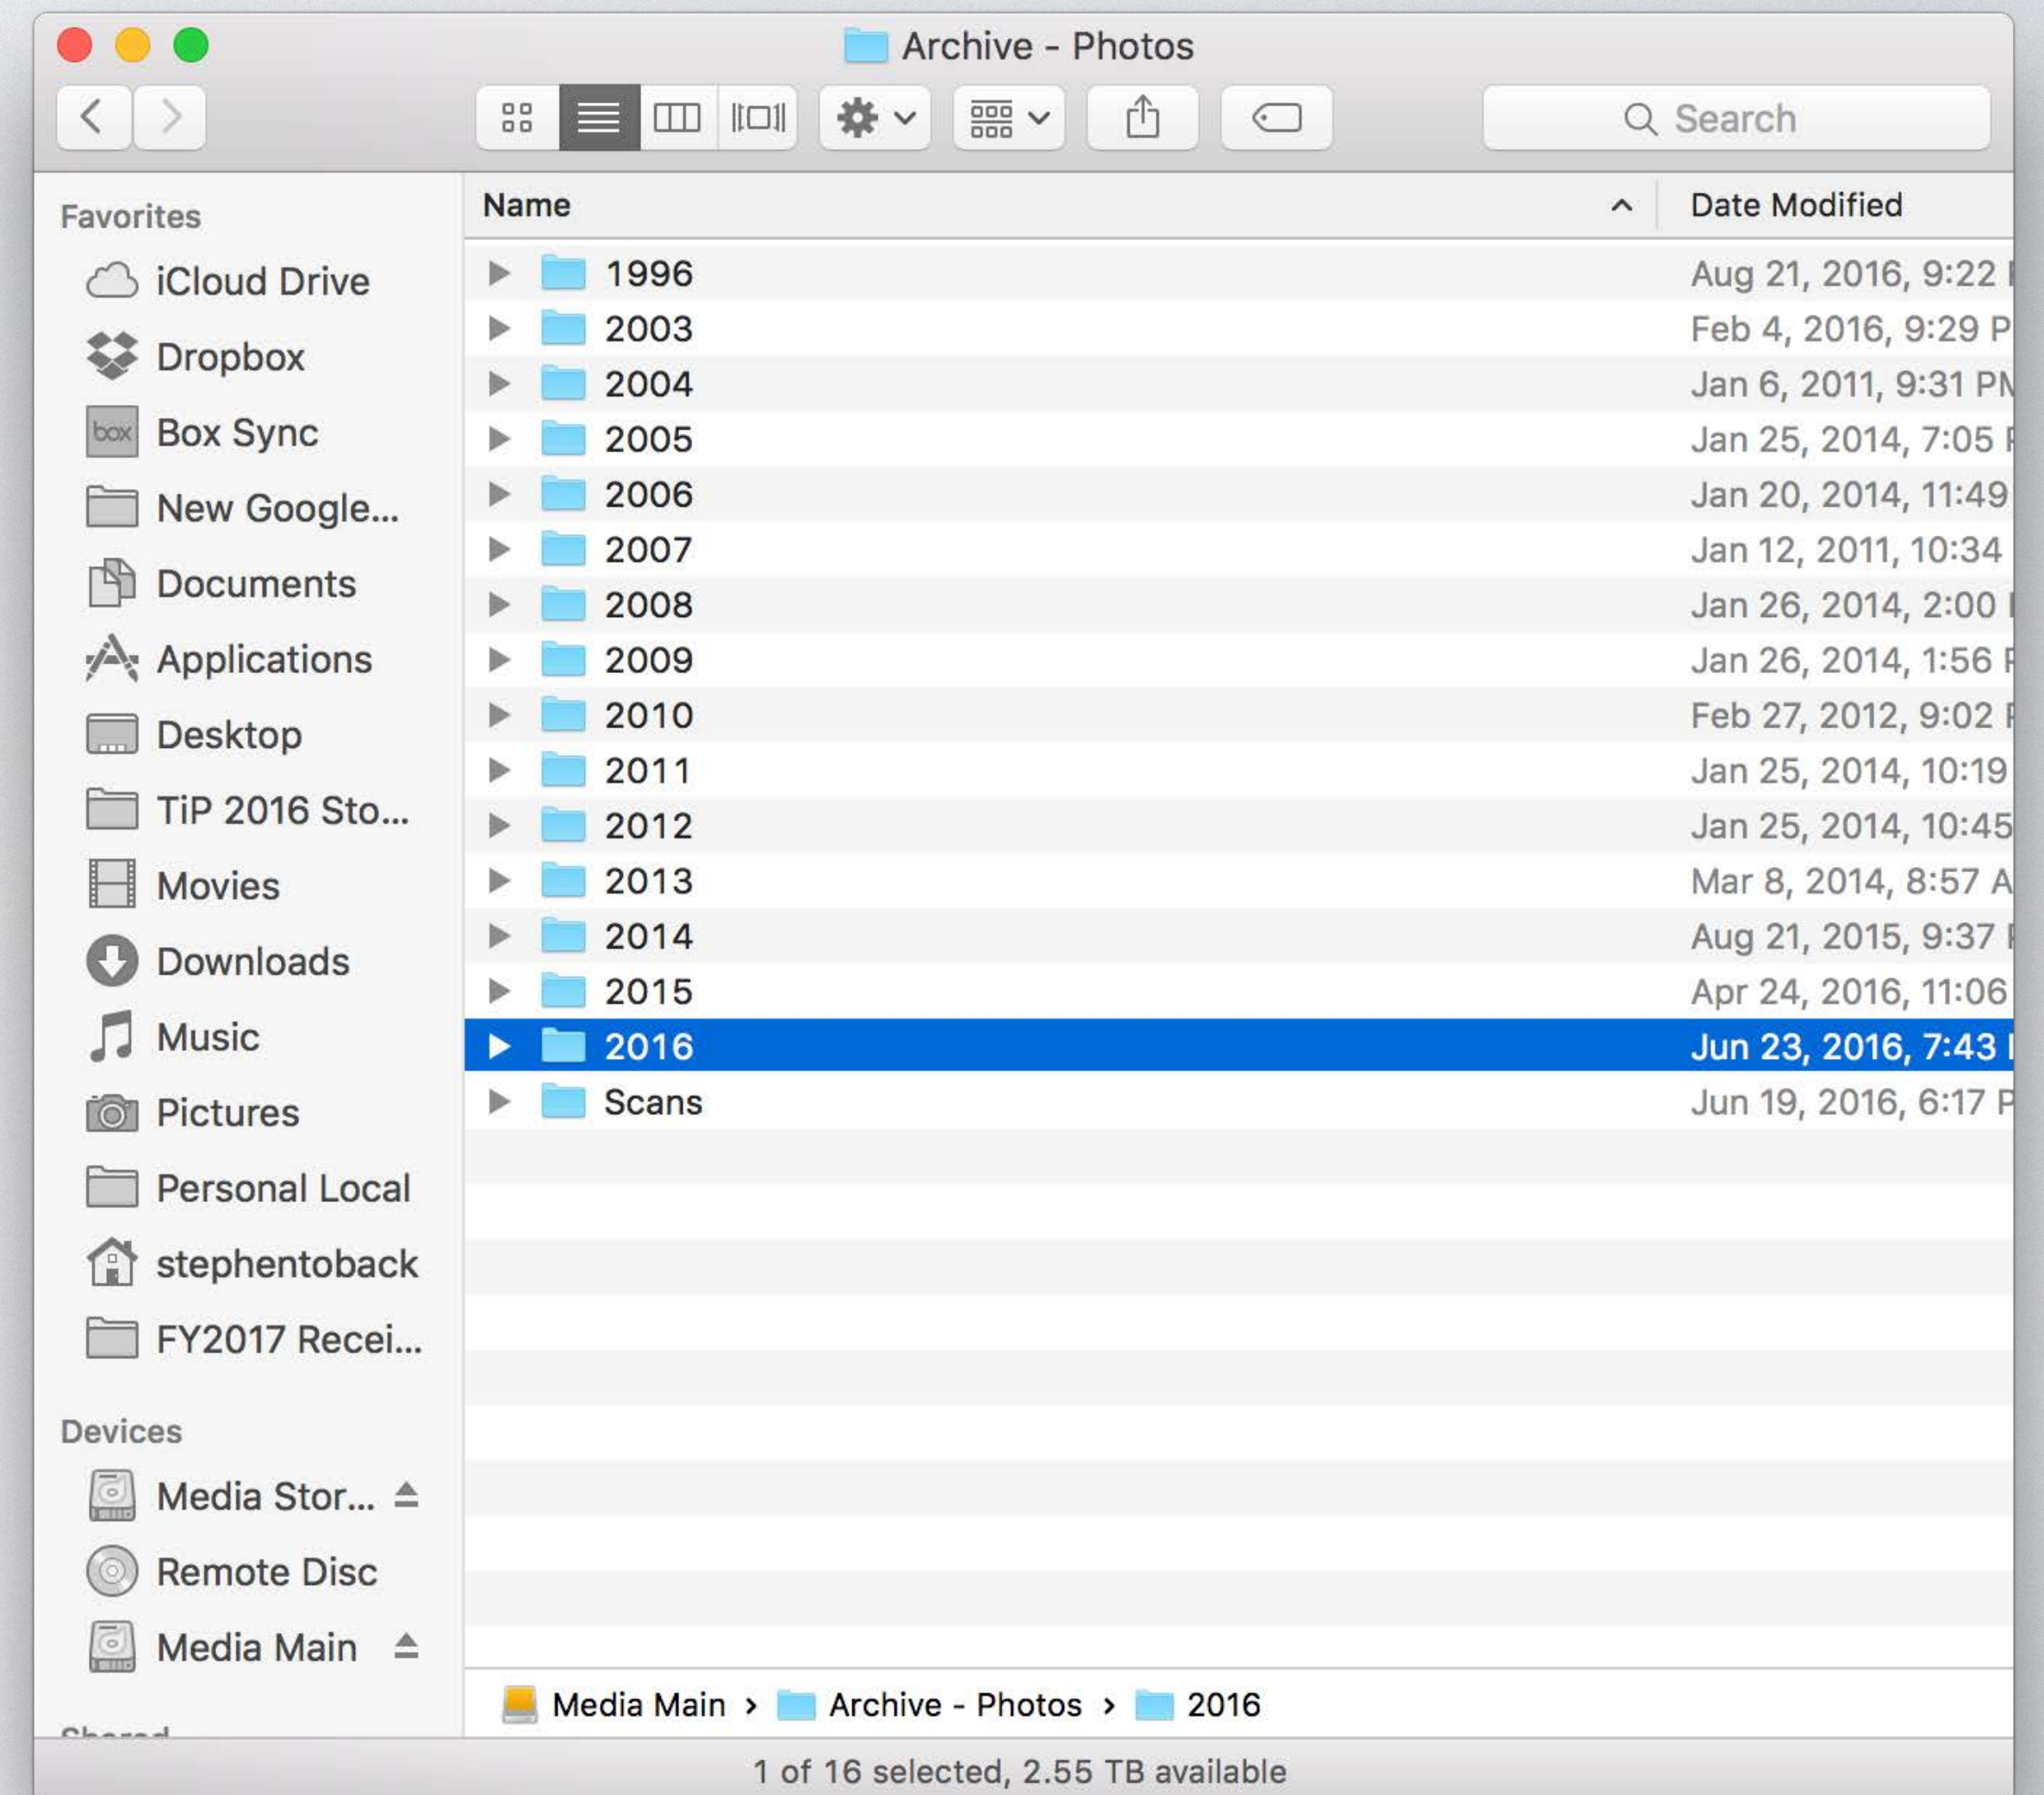 Archive - Photos
Search
Favorites
iCloud Drive
Dropbox
box Box Sync
New Google...
Documents
Applications
Desktop
TiP 2016 Sto...
Movies
Downloads
Music
Pictures
Personal Local
stephentoback
FY2017 Recei...
Devices
Media Stor...
Remote Disc
Media Main
Shared
Name Date Modified
1996 Aug 21, 2016, 9:22
2003 Feb 4, 2016, 9:29 P
2004 Jan 6, 2011, 9:31 PM
2005 Jan 25, 2014, 7:05
2006 Jan 20, 2014, 11:49
2007 Jan 12, 2011, 10:34
2008 Jan 26, 2014, 2:00
2009 Jan 26, 2014, 1:56
2010 Feb 27, 2012, 9:02
2011 Jan 25, 2014, 10:19
2012 Jan 25, 2014, 10:45
2013 Mar 8, 2014, 8:57 A
2014 Aug 21, 2015, 9:37
2015 Apr 24, 2016, 11:06
2016 Jun 23, 2016, 7:43
Scans Jun 19, 2016, 6:17 P
Media Main › Archive - Photos › 2016
1 of 16 selected, 2.55 TB available